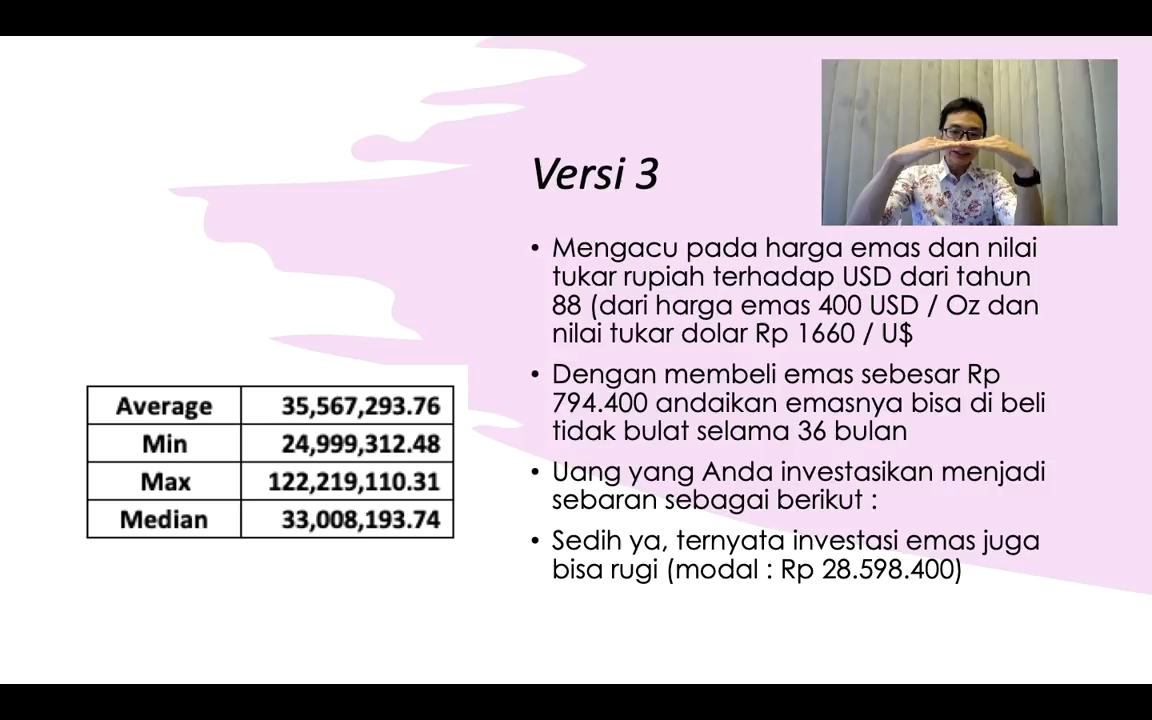 Versi 3
• Mengacu pada harga emas dan nilai
tukar rupiah terhadap USD dari tahun
88 (dari harga emas 400 USD / Oz dan
nilai tukar dolar Rp 1660 / U$
• Dengan membeli emas sebesar Rp
794.400 andaikan emasnya bisa di beli
tidak bulat selama 36 bulan
• Uang yang Anda investasikan menjadi
sebaran sebagai berikut :
• Sedih ya, ternyata investasi emas juga
bisa rugi (modal : Rp 28.598.400)
Average 35,567,293.76
Min 24,999,312.48
Max 122,219,110.31
Median 33,008,193.74